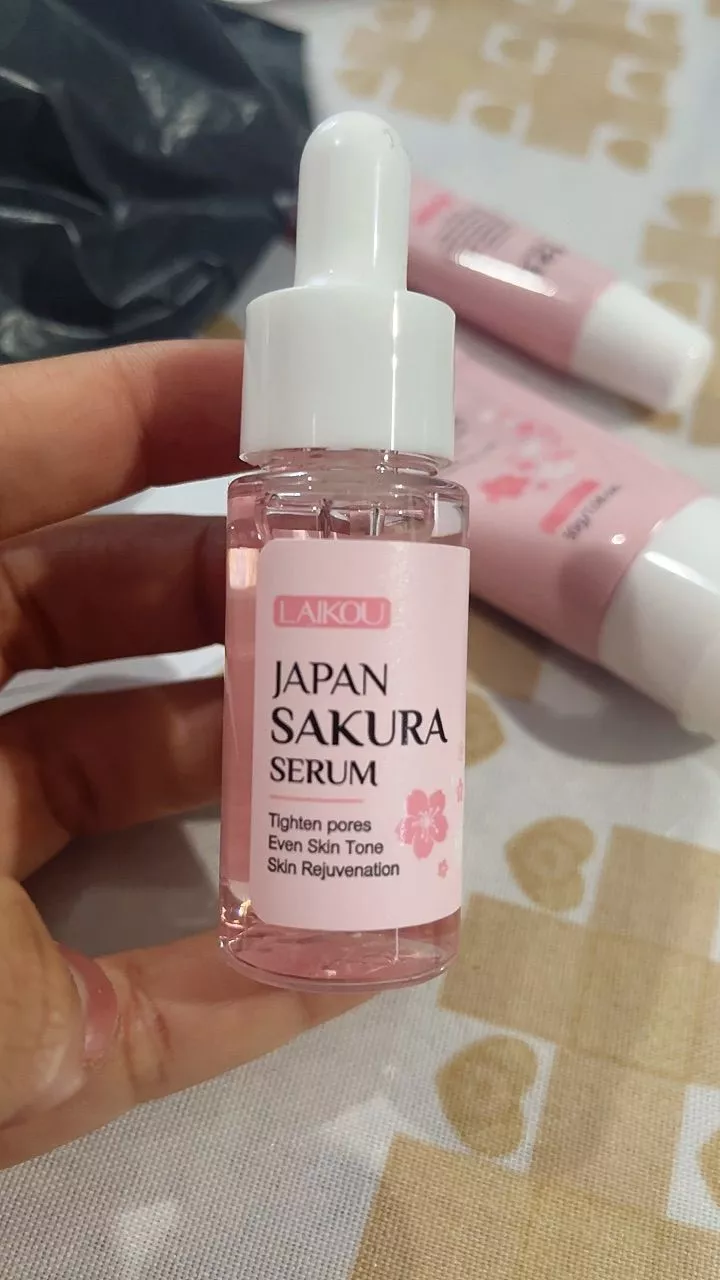 LAIKOU
JAPAN
SAKURA
SERUM
Tighten pores
Even Skin Tone
Skin Rejuvenation